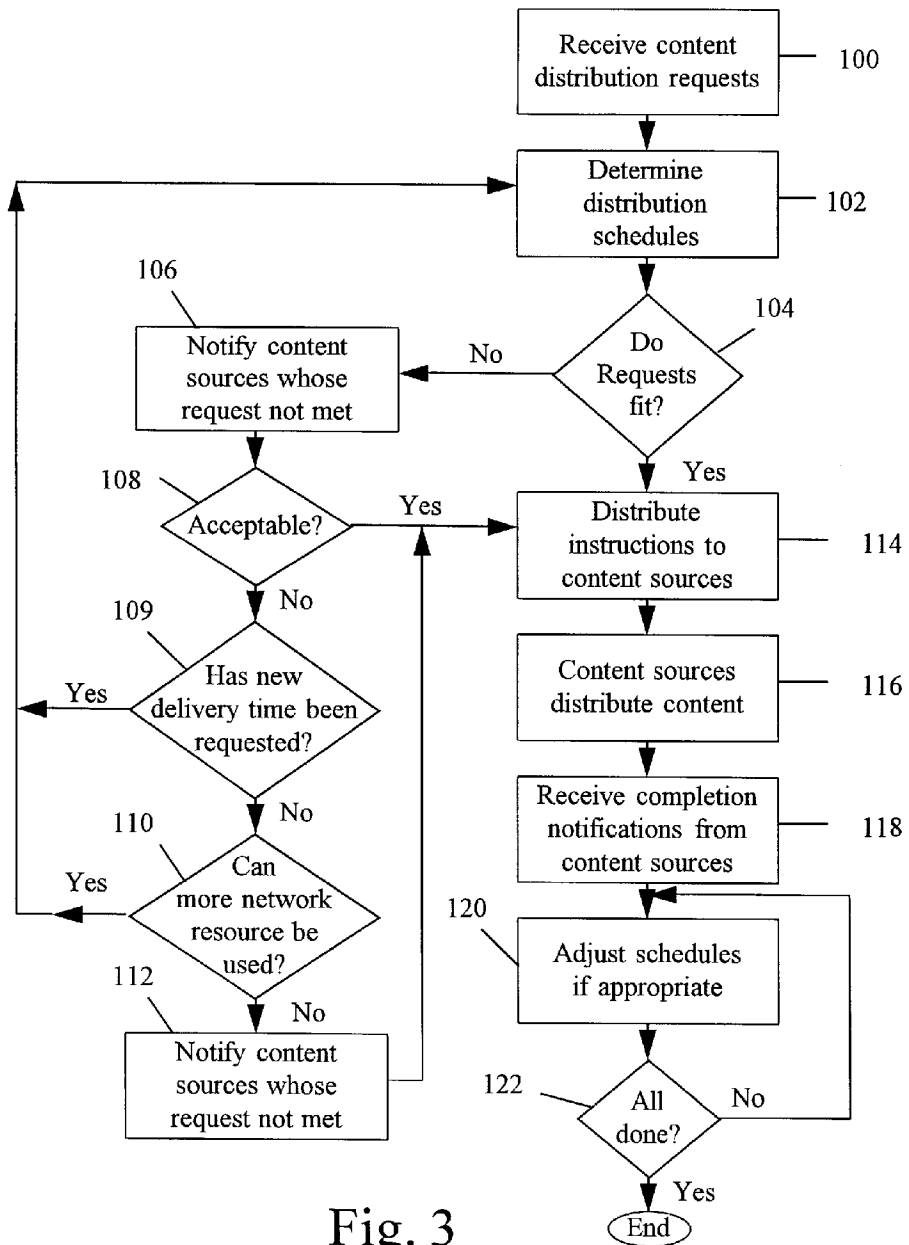 Receive content
distribution requests
100
Determine
distribution
schedules
102
106
Notify content
sources whose
request not met
No
Do
Requests
fit?
104
Yes
108
Acceptable?
Yes
No
Distribute
instructions to
content sources
114
109
Has new
delivery time been
requested?
Yes
No
Content sources
distribute content
116
110
Can
more network
resource be
used?
Yes
No
Receive completion
notifications from
content sources
118
112
Notify content
sources whose
request not met
120
Adjust schedules
if appropriate
122
All
done?
No
Yes
End
Fig. 3